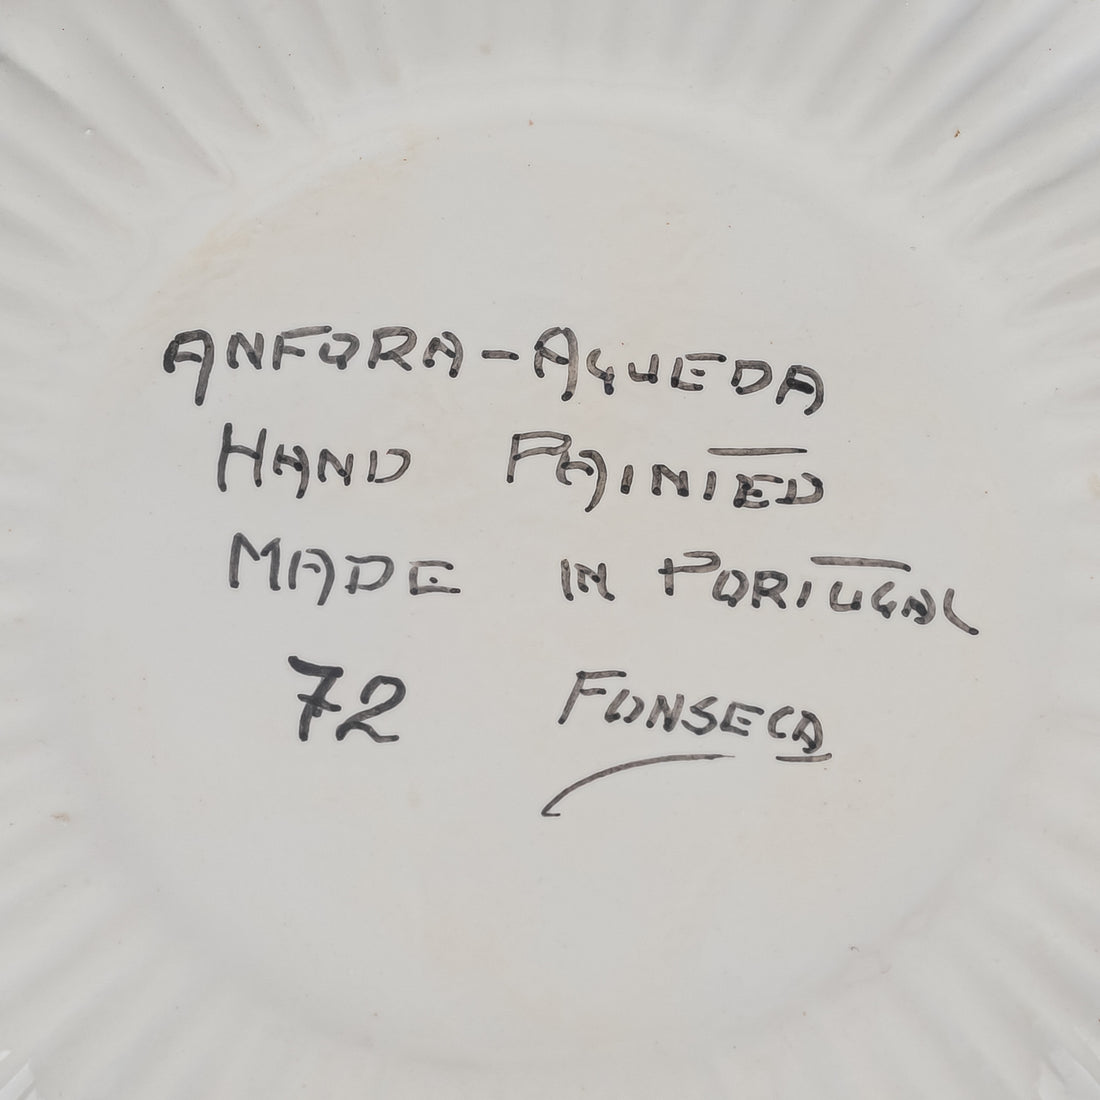 ANFORA-AGUEDA
HAND PAINTED
MADE IN PORTUGAL
72 FONSECA